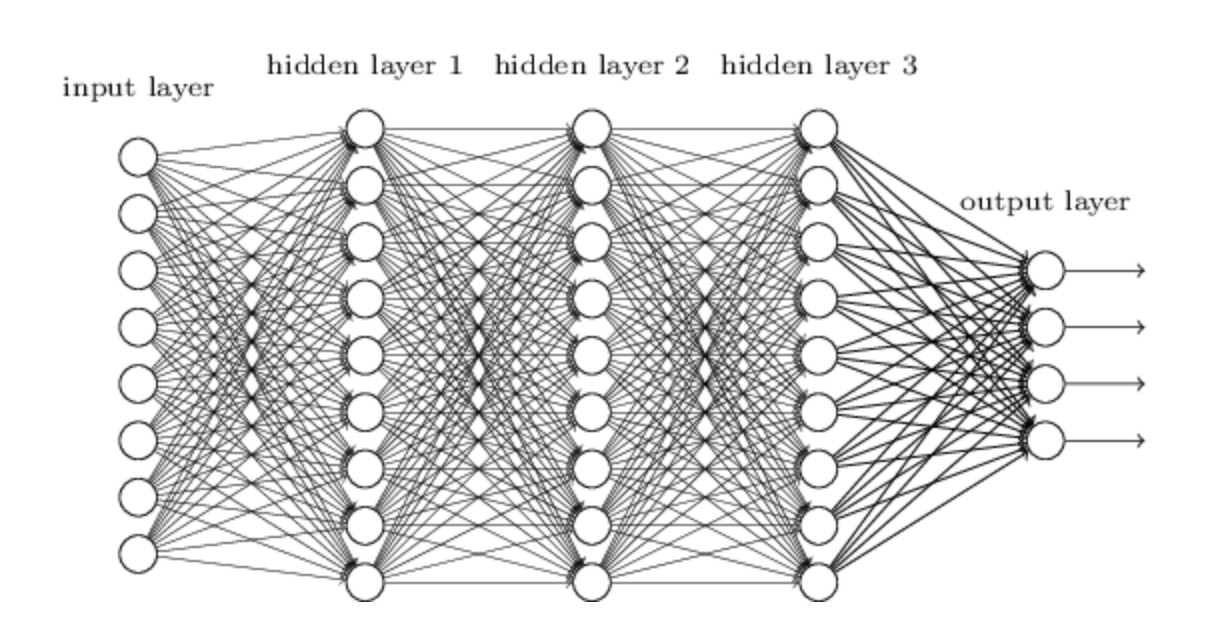 input layer
hidden layer 1
hidden layer 2
hidden layer 3
output layer